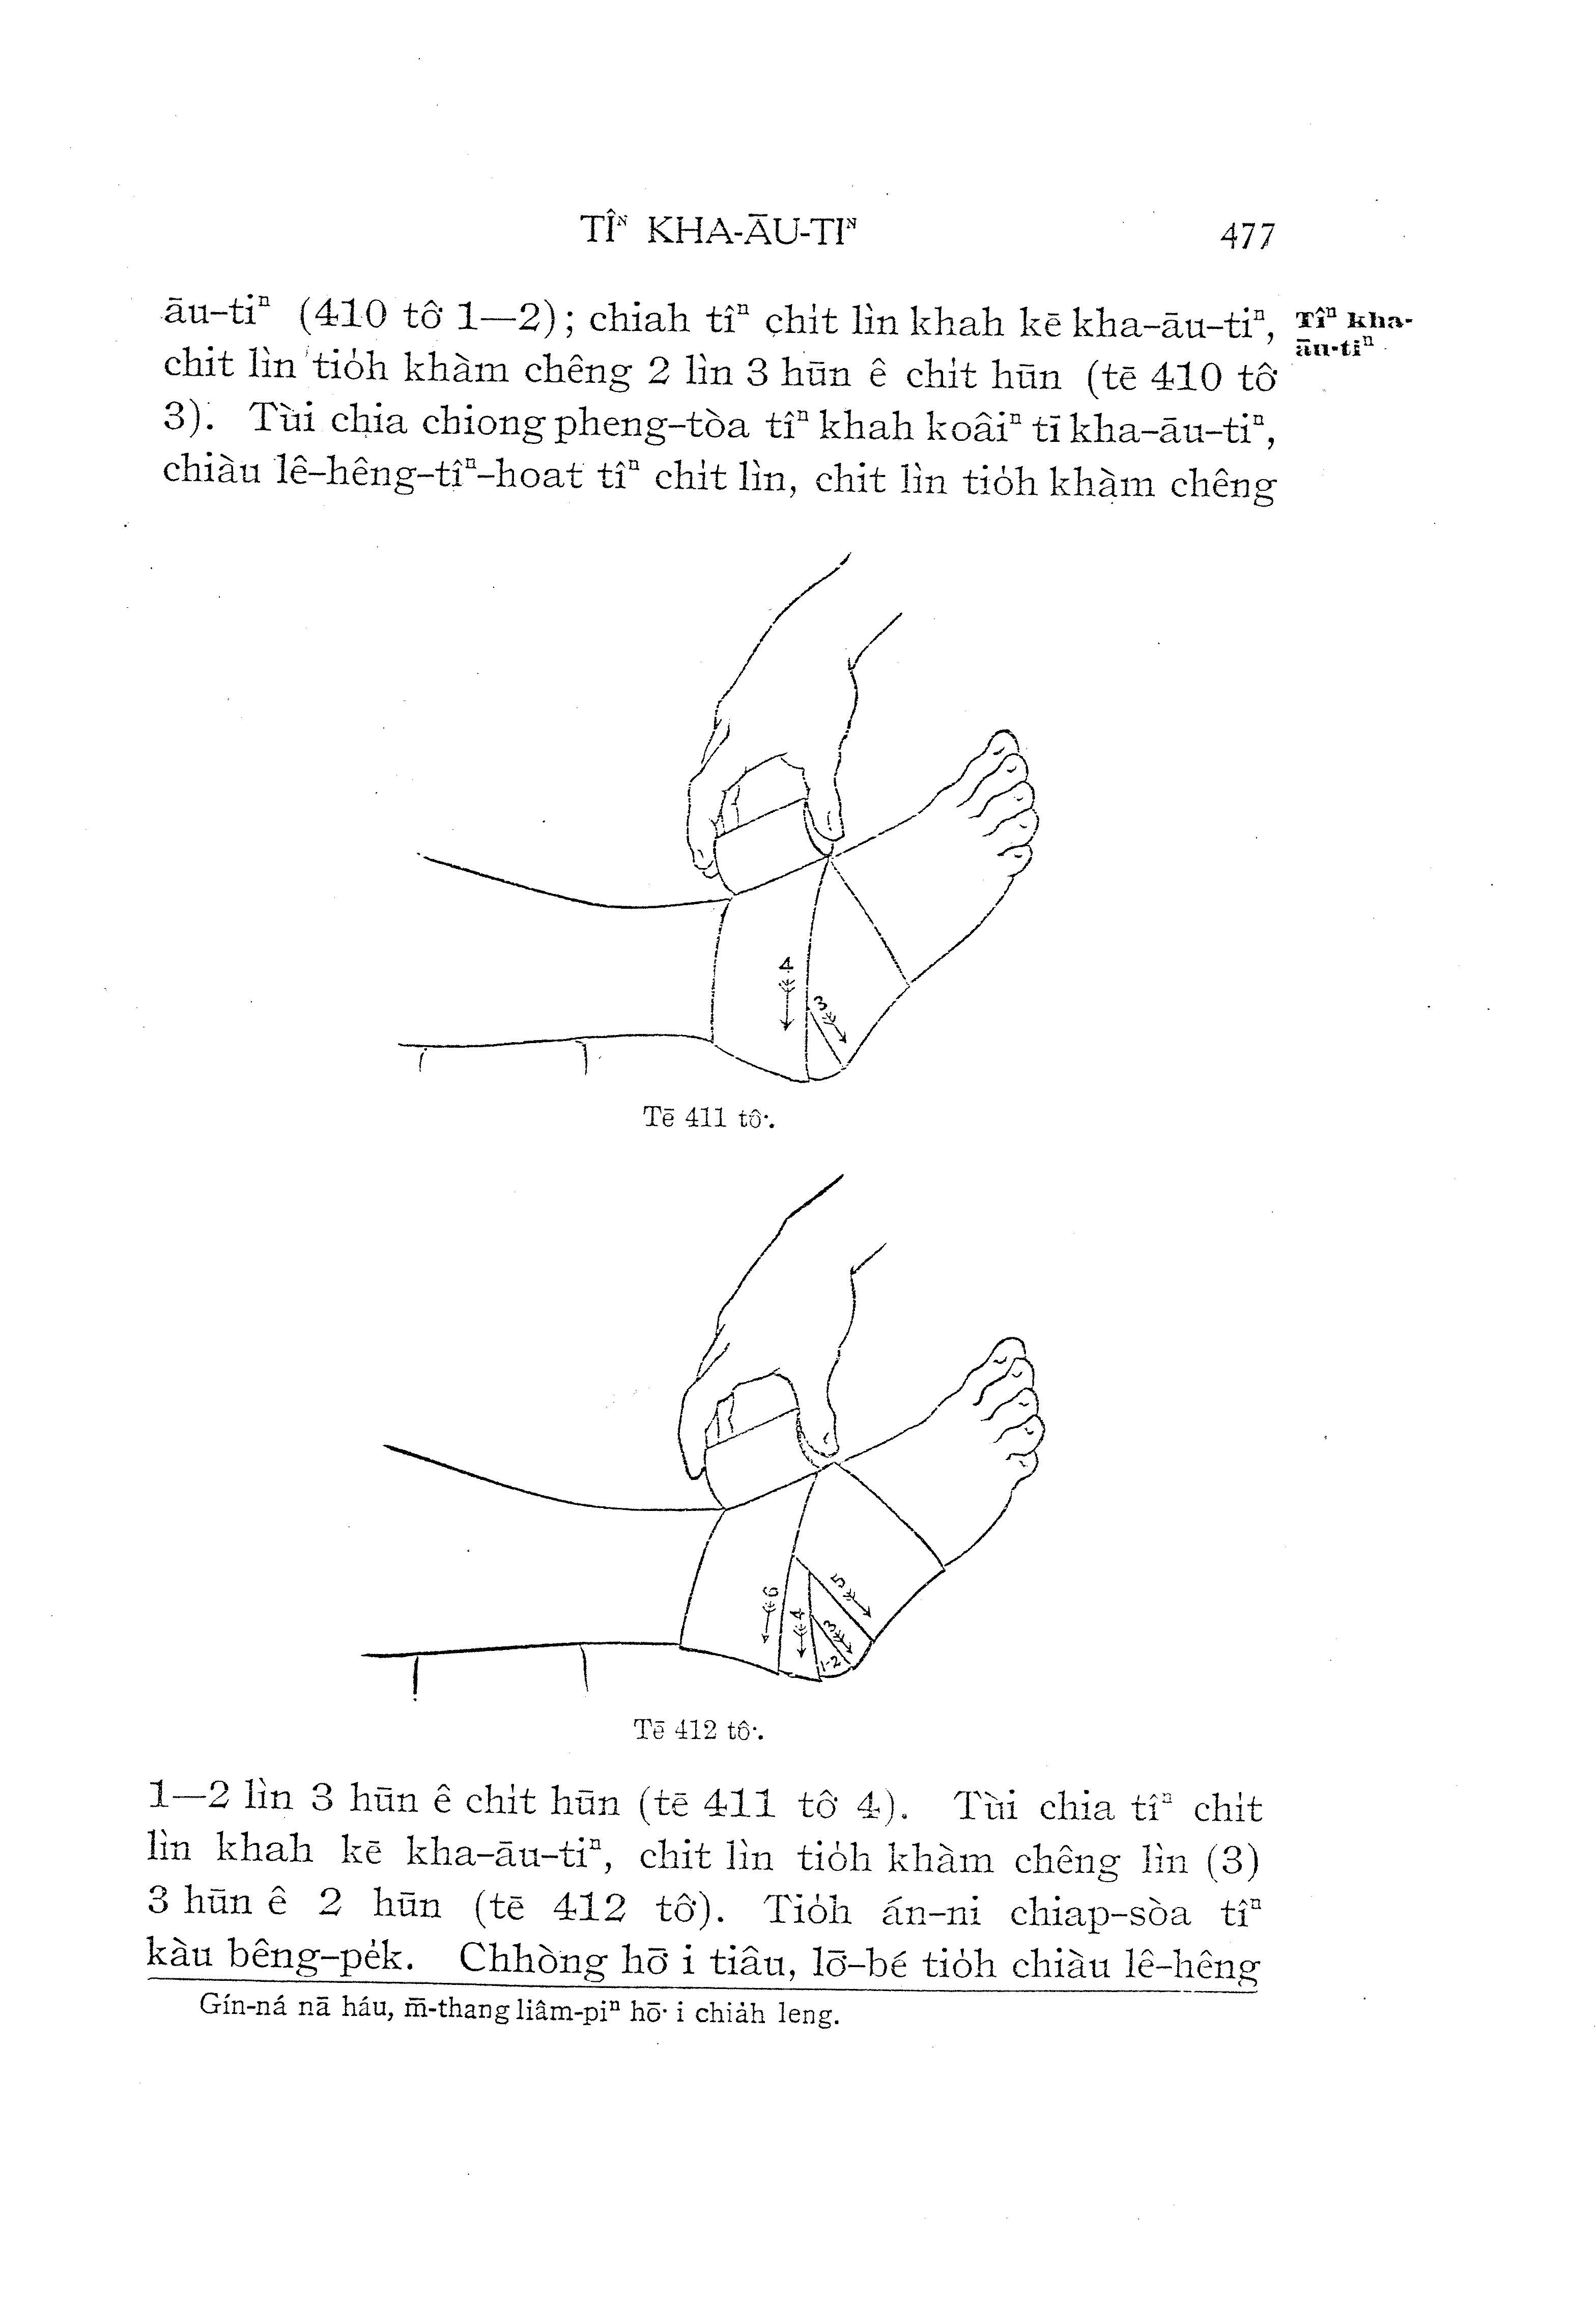 TÎᴺ KHA-ĀU-TIᴺ 477
āu-tiⁿ (410 tô͘ 1—2); chiah tîⁿ chi̍t lìn khah kē kha-āu-tiⁿ,
Tîⁿ kha-
āu-tiⁿ
chit lìn tio̍h khàm chêng 2 lìn 3 hūn ê chi̍t hūn (tē 410 tô͘
3). Tùi chia chiong pheng-tòa tîⁿ khah koâiⁿ tī kha-āu-tiⁿ,
chiàu lê-hêng-tîⁿ-hoat tîⁿ chi̍t lìn, chit lìn tio̍h khàm chêng
4
3
Tē 411 tô͘.
5
6
4
3
1-2
Tē 412 tô͘.
1—2 lìn 3 hūn ê chi̍t hūn (tē 411 tô͘ 4). Tùi chia tîⁿ chi̍t
lìn khah kē kha-āu-tiⁿ, chit lìn tio̍h khàm chêng lìn (3)
3 hūn ê 2 hūn (tē 412 tô͘). Tio̍h án-ni chiap-sòa tîⁿ
kàu bêng-pe̍k. Chhòng hō͘ i tiâu, lō͘-bé tio̍h chiàu lê-hêng
Gín-ná nā háu, m̄-thang liâm-piⁿ hō͘ i chia̍h leng.